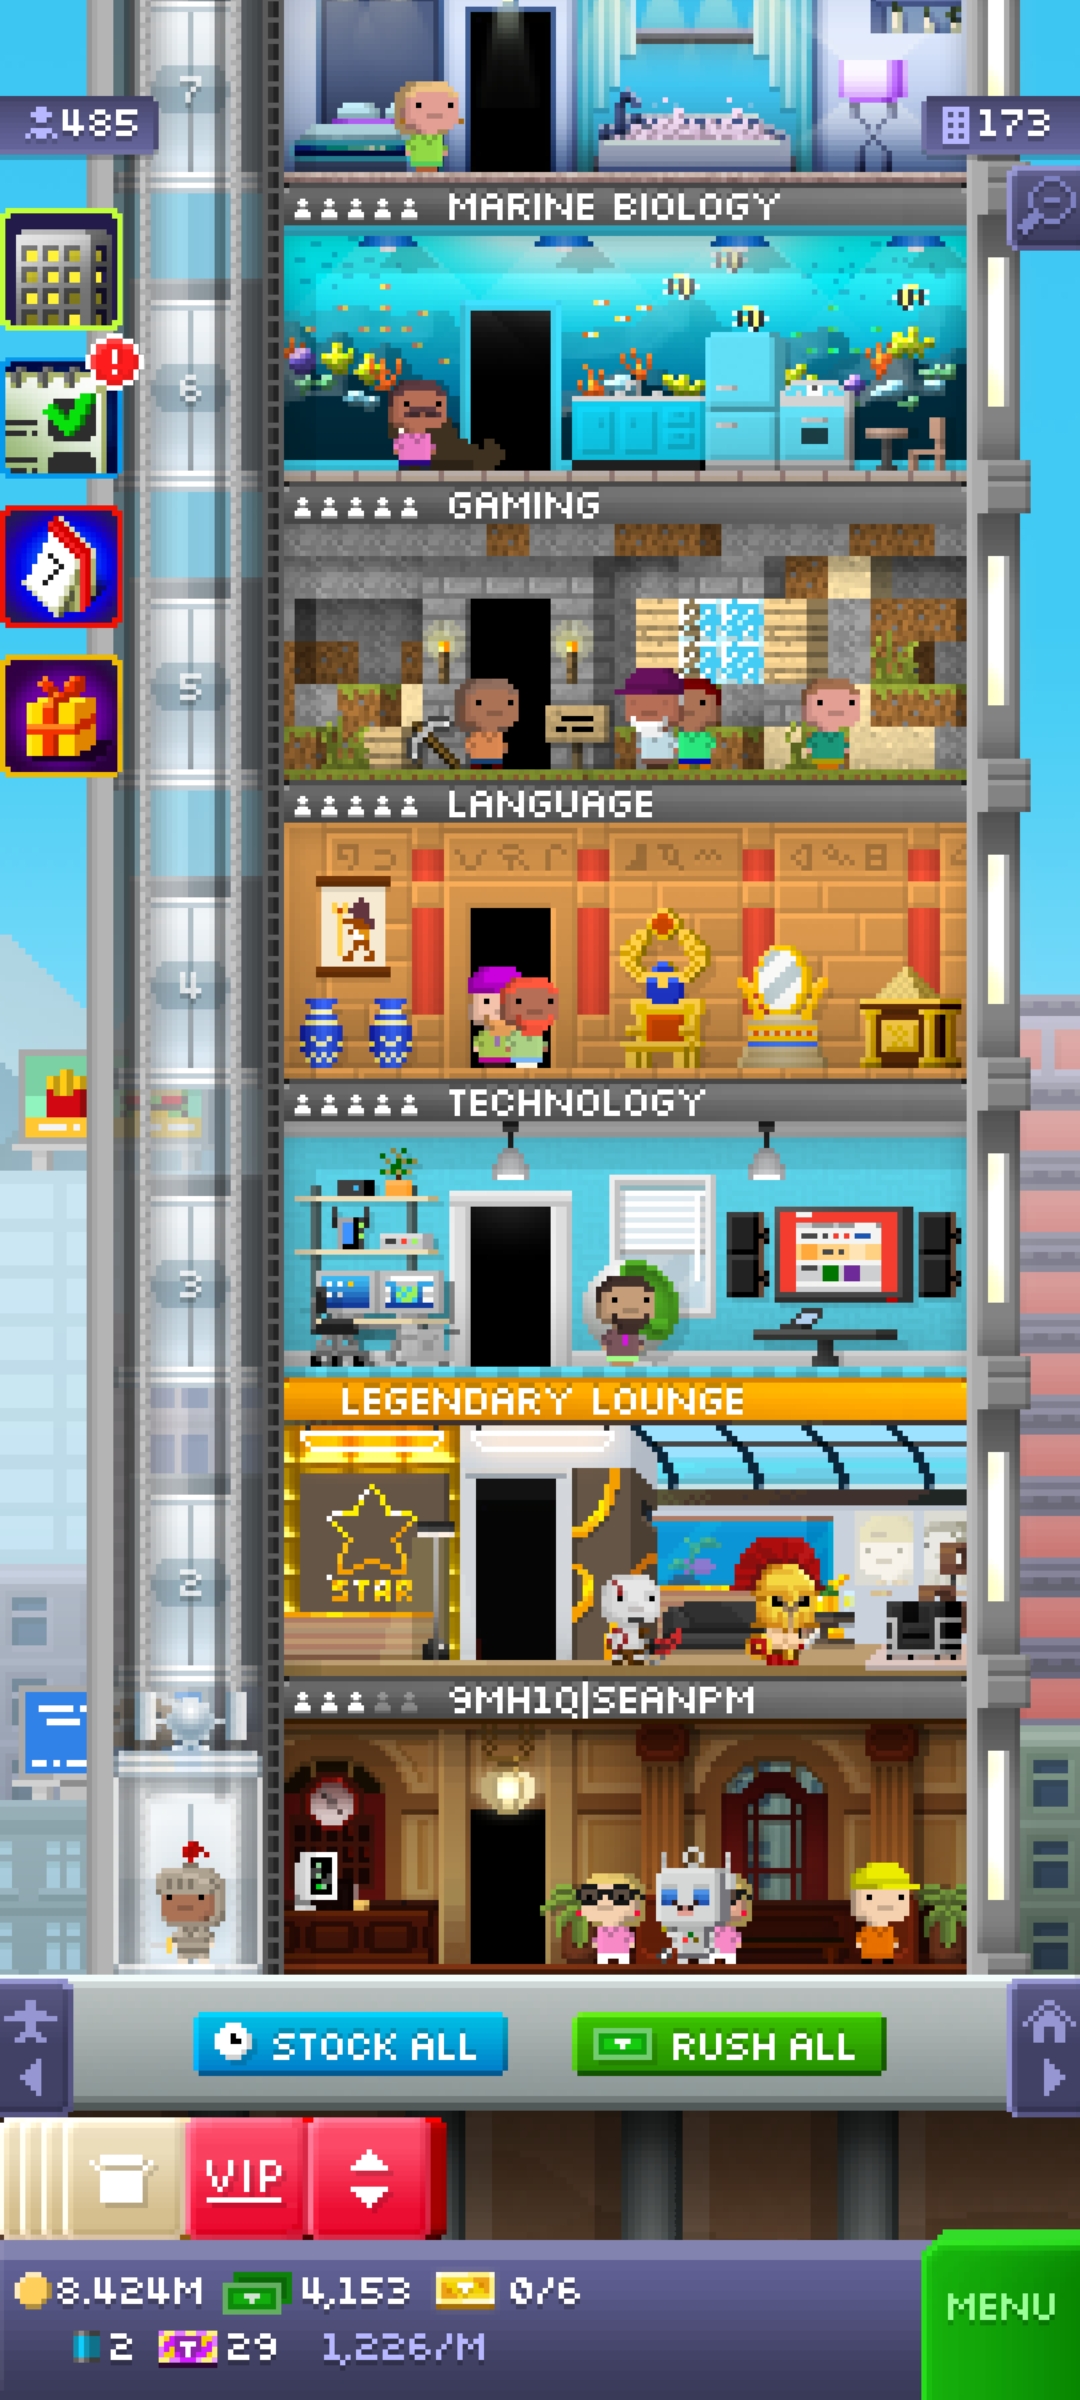 7
485
173
MARINE BIOLOGY
6
GAMING
5
LANGUAGE
4
TECHNOLOGY
3
LEGENDARY LOUNGE
STAR
2
9MH1Q|SEANPM
STOCK ALL
RUSH ALL
VIP
8.424M 4,153 0/6
2 29 1,226/M
MENU